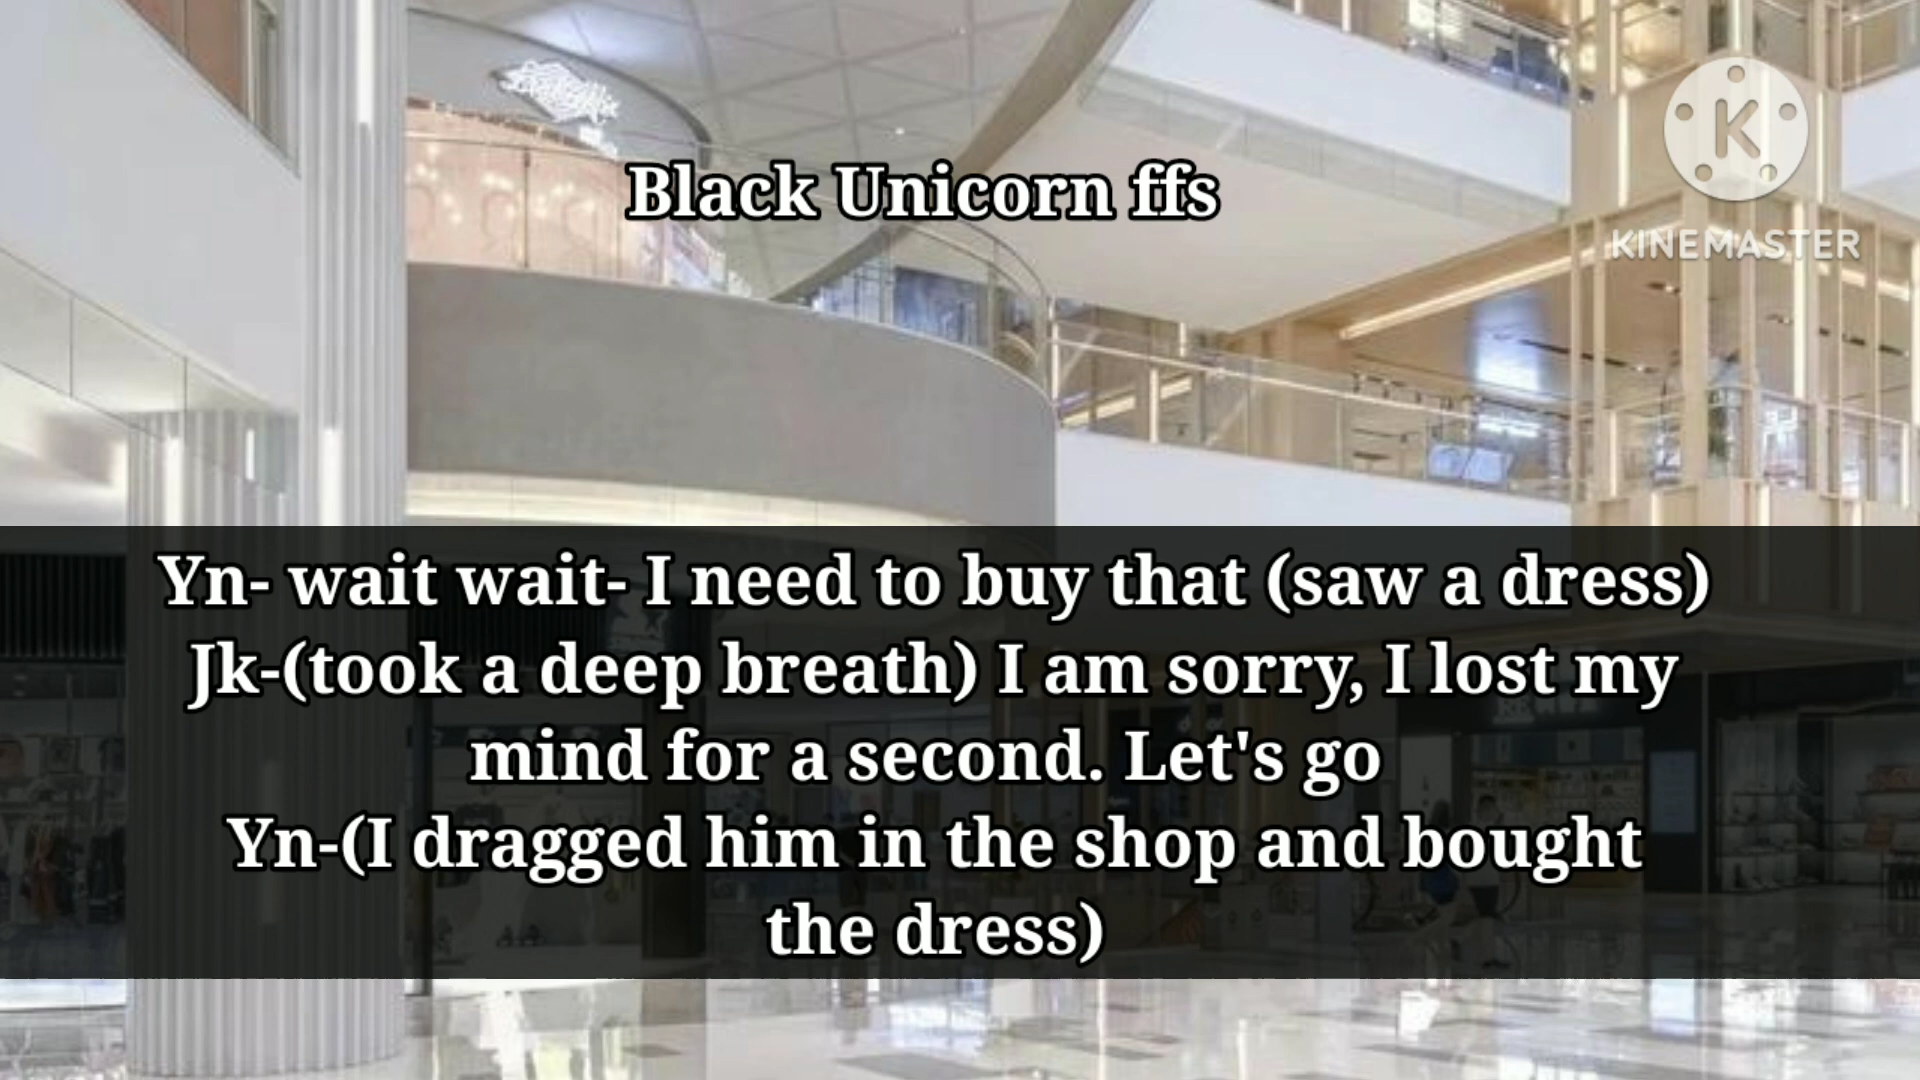 Black Unicorn ffs
KINEMASTER
Yn- wait wait- I need to buy that (saw a dress)
Jk-(took a deep breath) I am sorry, I lost my
mind for a second. Let's go
Yn-(I dragged him in the shop and bought
the dress)